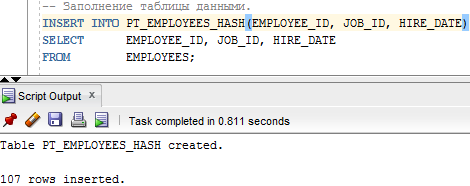 -- Заполнение таблицы данными.
INSERT INTO PT_EMPLOYEES_HASH(EMPLOYEE_ID, JOB_ID, HIRE_DATE)
SELECT EMPLOYEE_ID, JOB_ID, HIRE_DATE
FROM EMPLOYEES;
Script Output x
Task completed in 0.811 seconds
Table PT_EMPLOYEES_HASH created.
107 rows inserted.